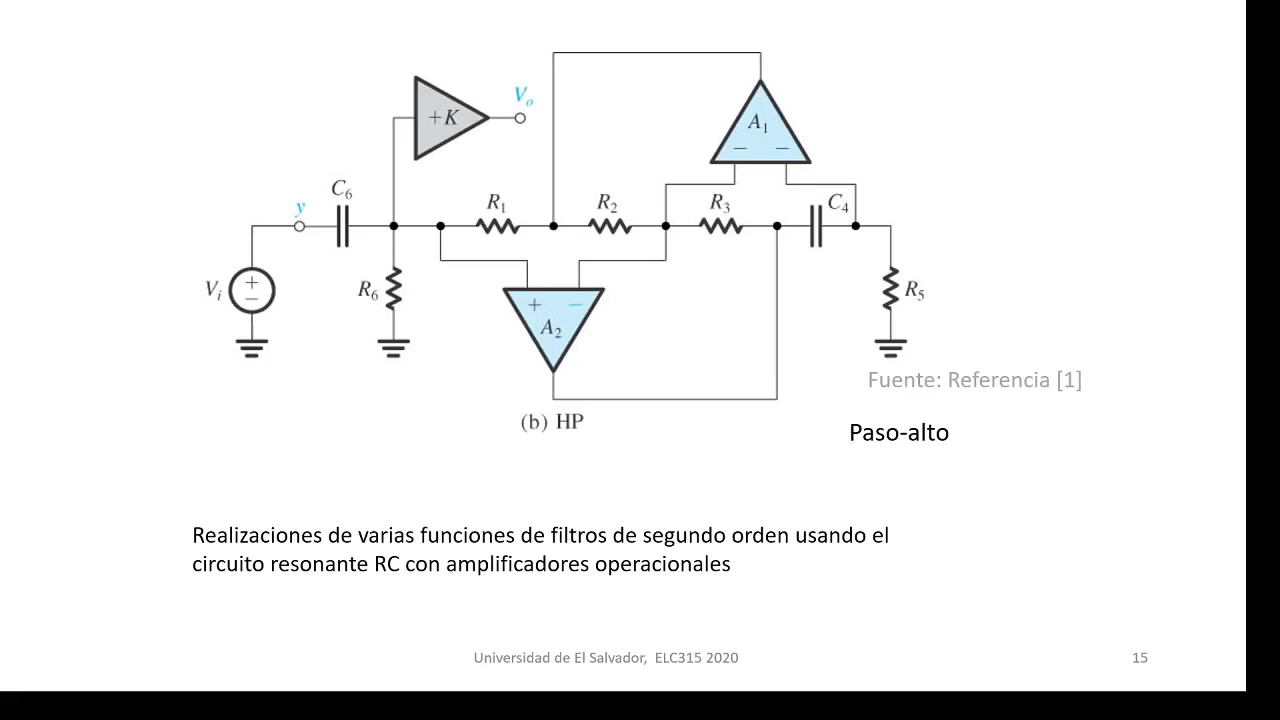 +K
Vₒ
A₁
− −
C₆
y
R₁
R₂
R₃
C₄
Vᵢ
+
−
R₆
+ −
A₂
R₅
Fuente: Referencia [1]
(b) HP
Paso-alto
Realizaciones de varias funciones de filtros de segundo orden usando el
circuito resonante RC con amplificadores operacionales
Universidad de El Salvador, ELC315 2020
15